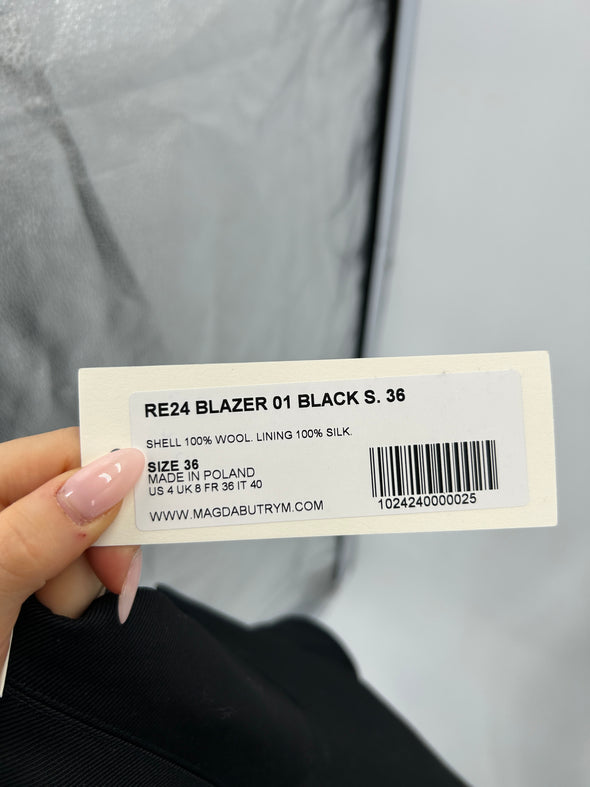 RE24 BLAZER 01 BLACK S. 36
SHELL 100% WOOL. LINING 100% SILK.
SIZE 36
MADE IN POLAND
US 4 UK 8 FR 36 IT 40
WWW.MAGDABUTRYM.COM
1024240000025